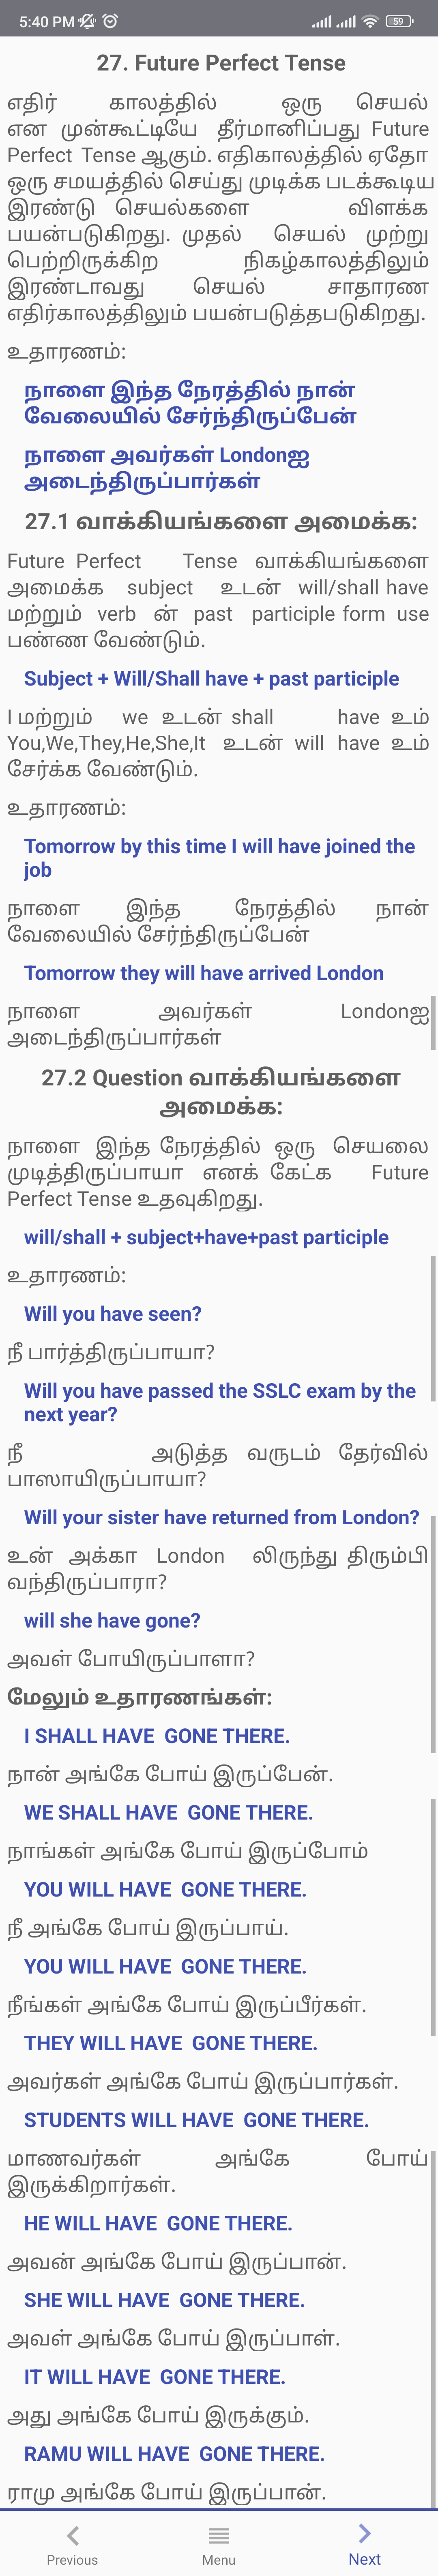 5:40 PM
59
27. Future Perfect Tense
எதிர் காலத்தில் ஒரு செயல்
என முன்கூட்டியே தீர்மானிப்பது Future
Perfect Tense ஆகும். எதிகாலத்தில் ஏதோ
ஒரு சமயத்தில் செய்து முடிக்க படக்கூடிய
இரண்டு செயல்களை விளக்க
பயன்படுகிறது. முதல் செயல் முற்று
பெற்றிருக்கிற நிகழ்காலத்திலும்
இரண்டாவது செயல் சாதாரண
எதிர்காலத்திலும் பயன்படுத்தபடுகிறது.
உதாரணம்:
நாளை இந்த நேரத்தில் நான்
வேலையில் சேர்ந்திருப்பேன்
நாளை அவர்கள் Londonஐ
அடைந்திருப்பார்கள்
27.1 வாக்கியங்களை அமைக்க:
Future Perfect Tense வாக்கியங்களை
அமைக்க subject உடன் will/shall have
மற்றும் verb ன் past participle form use
பண்ண வேண்டும்.
Subject + Will/Shall have + past participle
I மற்றும் we உடன் shall have உம்
You,We,They,He,She,It உடன் will have உம்
சேர்க்க வேண்டும்.
உதாரணம்:
Tomorrow by this time I will have joined the
job
நாளை இந்த நேரத்தில் நான்
வேலையில் சேர்ந்திருப்பேன்
Tomorrow they will have arrived London
நாளை அவர்கள் Londonஐ
அடைந்திருப்பார்கள்
27.2 Question வாக்கியங்களை
அமைக்க:
நாளை இந்த நேரத்தில் ஒரு செயலை
முடித்திருப்பாயா எனக் கேட்க Future
Perfect Tense உதவுகிறது.
will/shall + subject+have+past participle
உதாரணம்:
Will you have seen?
நீ பார்த்திருப்பாயா?
Will you have passed the SSLC exam by the
next year?
நீ அடுத்த வருடம் தேர்வில்
பாஸாயிருப்பாயா?
Will your sister have returned from London?
உன் அக்கா London லிருந்து திரும்பி
வந்திருப்பாரா?
will she have gone?
அவள் போயிருப்பாளா?
மேலும் உதாரணங்கள்:
I SHALL HAVE GONE THERE.
நான் அங்கே போய் இருப்பேன்.
WE SHALL HAVE GONE THERE.
நாங்கள் அங்கே போய் இருப்போம்
YOU WILL HAVE GONE THERE.
நீ அங்கே போய் இருப்பாய்.
YOU WILL HAVE GONE THERE.
நீங்கள் அங்கே போய் இருப்பீர்கள்.
THEY WILL HAVE GONE THERE.
அவர்கள் அங்கே போய் இருப்பார்கள்.
STUDENTS WILL HAVE GONE THERE.
மாணவர்கள் அங்கே போய்
இருக்கிறார்கள்.
HE WILL HAVE GONE THERE.
அவன் அங்கே போய் இருப்பான்.
SHE WILL HAVE GONE THERE.
அவள் அங்கே போய் இருப்பாள்.
IT WILL HAVE GONE THERE.
அது அங்கே போய் இருக்கும்.
RAMU WILL HAVE GONE THERE.
ராமு அங்கே போய் இருப்பான்.
Previous
Menu
Next